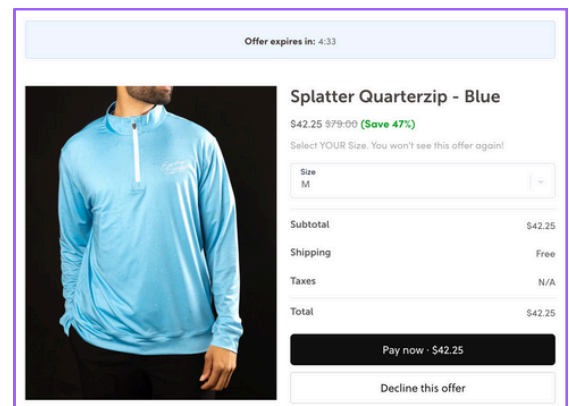 Offer expires in: 4:33
Splatter Quarterzip - Blue
$42.25 $79.00 (Save 47%)
Select YOUR Size. You won't see this offer again!
Size
M
Subtotal $42.25
Shipping Free
Taxes N/A
Total $42.25
Pay now · $42.25
Decline this offer